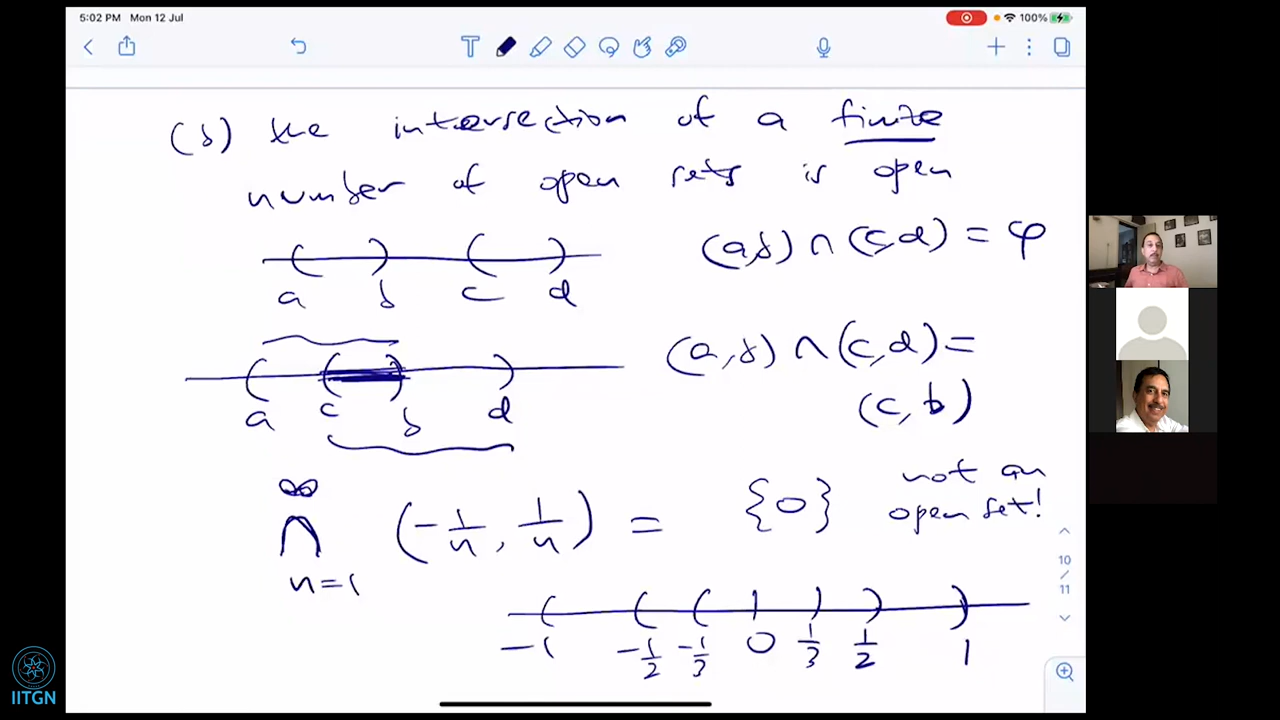 5:02 PM Mon 12 Jul
100%
(b) the intersection of a finite
number of open sets is open
(a,b) ∩ (c,d) = φ
a b c d
(a,b) ∩ (c,d) =
(c, b)
a c b d
∞
∩ (-1/n, 1/n) = {0} not an
open set!
n=1
-1 -1/2 -1/3 0 1/3 1/2 1
10
/
11
IITGN